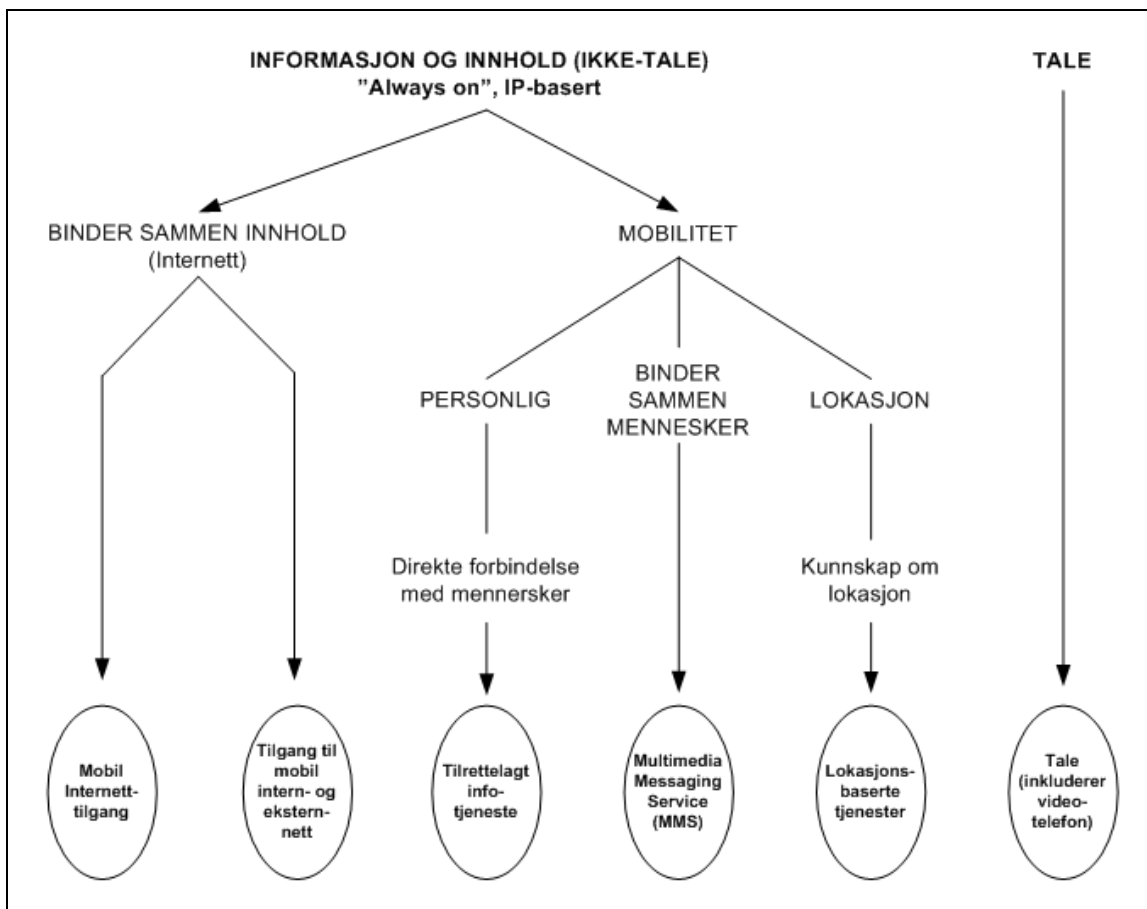 INFORMASJON OG INNHOLD (IKKE-TALE)
”Always on”, IP-basert
TALE
BINDER SAMMEN INNHOLD
(Internett)
MOBILITET
PERSONLIG
BINDER
SAMMEN
MENNESKER
LOKASJON
Direkte forbindelse
med mennersker
Kunnskap om
lokasjon
Mobil
Internett-
tilgang
Tilgang til
mobil
intern- og
ekstern-
nett
Tilrettelagt
info-
tjeneste
Multimedia
Messaging
Service
(MMS)
Lokasjons-
baserte
tjenester
Tale
(inkluderer
video-
telefon)